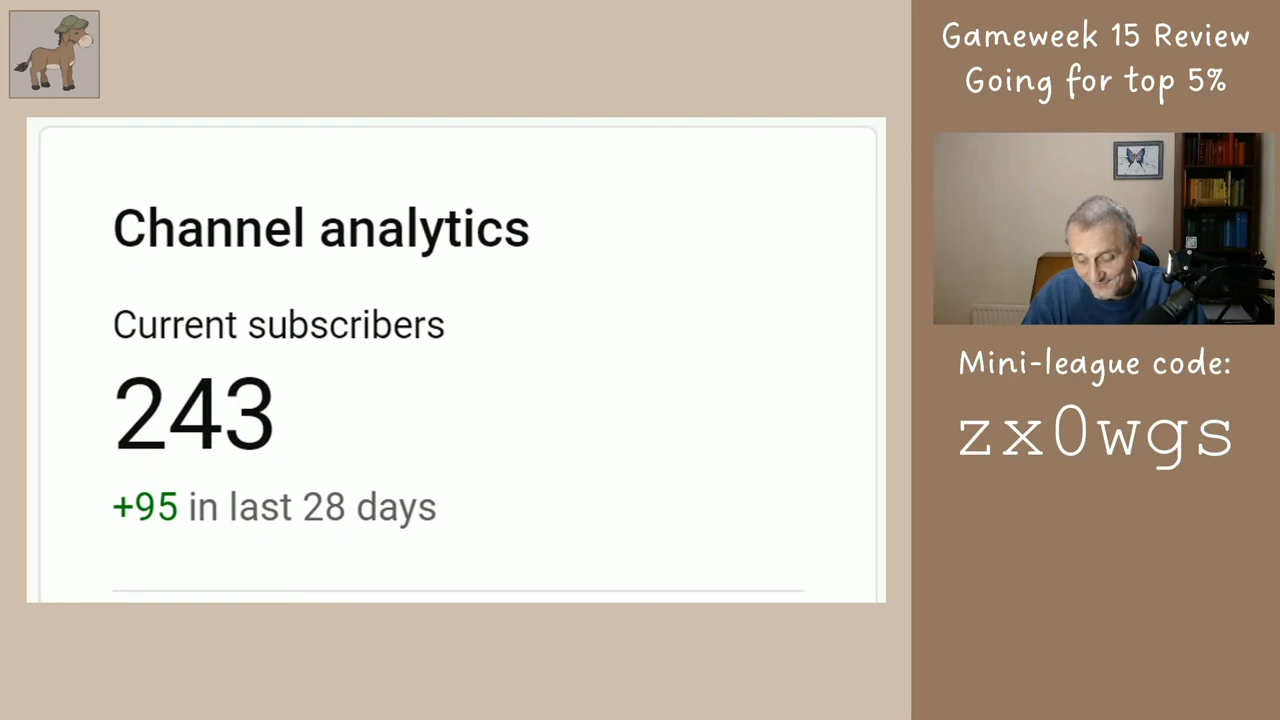 Channel analytics
Current subscribers
243
+95 in last 28 days
Gameweek 15 Review
Going for top 5%
Mini-league code:
zx0wgs